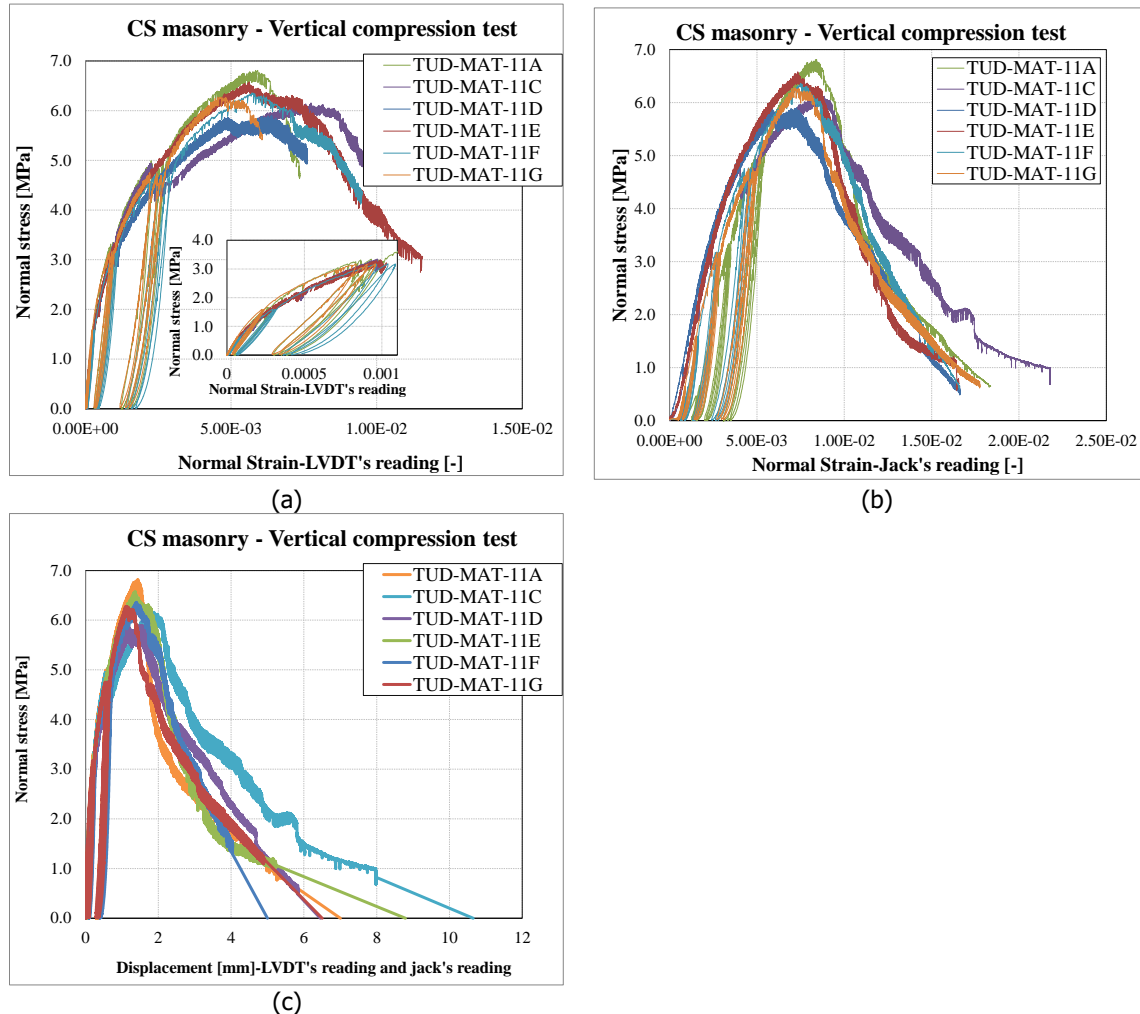 CS masonry - Vertical compression test
7.0
6.0
5.0
4.0
3.0
2.0
1.0
0.0
Normal stress [MPa]
TUD-MAT-11A
TUD-MAT-11C
TUD-MAT-11D
TUD-MAT-11E
TUD-MAT-11F
TUD-MAT-11G
4.0
3.0
2.0
1.0
0.0
Normal stress [MPa]
0 0.0005 0.001
Normal Strain-LVDT's reading
0.00E+00 5.00E-03 1.00E-02 1.50E-02
Normal Strain-LVDT's reading [-]
(a)
CS masonry - Vertical compression test
7.0
6.0
5.0
4.0
3.0
2.0
1.0
0.0
Normal stress [MPa]
TUD-MAT-11A
TUD-MAT-11C
TUD-MAT-11D
TUD-MAT-11E
TUD-MAT-11F
TUD-MAT-11G
0.00E+00 5.00E-03 1.00E-02 1.50E-02 2.00E-02 2.50E-02
Normal Strain-Jack's reading [-]
(b)
CS masonry - Vertical compression test
7.0
6.0
5.0
4.0
3.0
2.0
1.0
0.0
Normal stress [MPa]
TUD-MAT-11A
TUD-MAT-11C
TUD-MAT-11D
TUD-MAT-11E
TUD-MAT-11F
TUD-MAT-11G
0 2 4 6 8 10 12
Displacement [mm]-LVDT's reading and jack's reading
(c)